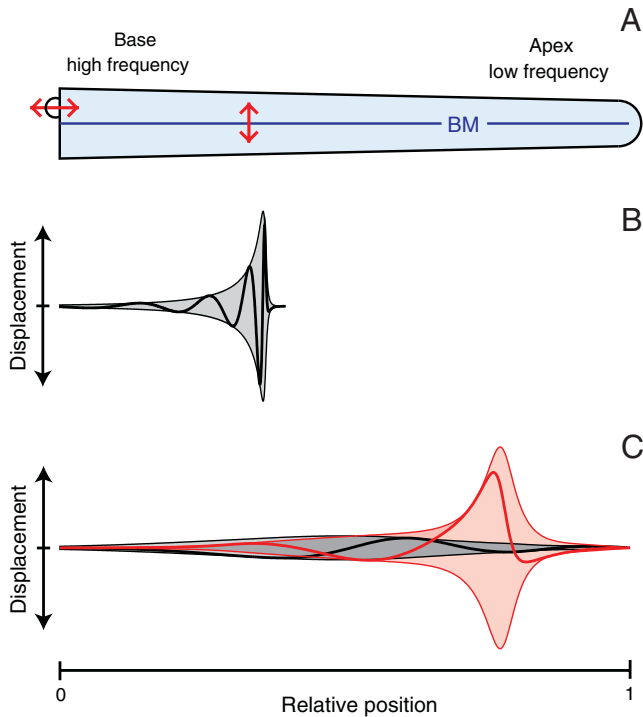 A
Base
high frequency
Apex
low frequency
BM
B
Displacement
C
Displacement
0
1
Relative position